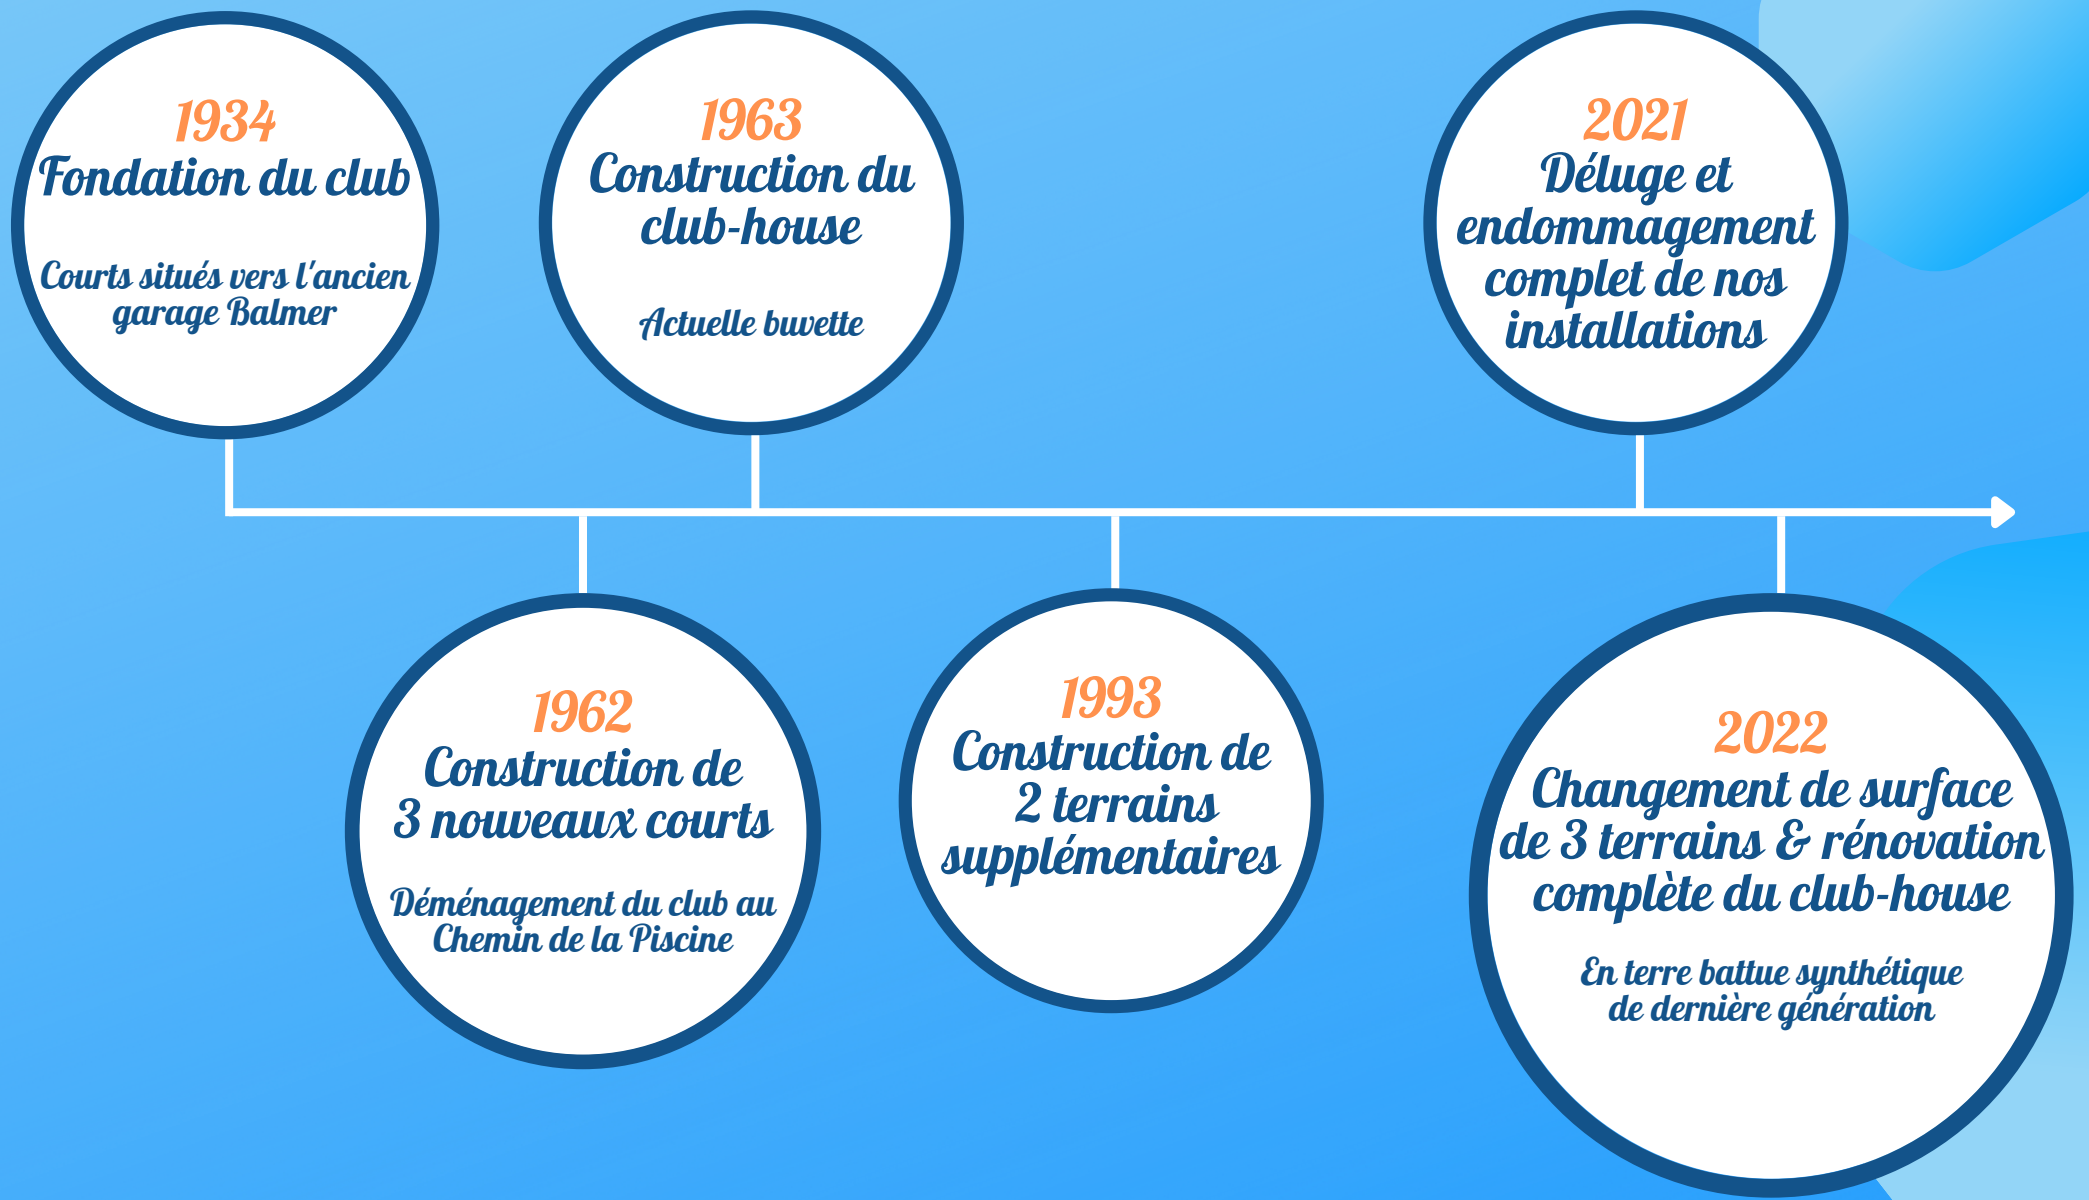 1934
Fondation du club
Courts situés vers l'ancien
garage Balmer
1963
Construction du
club-house
Actuelle buvette
2021
Déluge et
endommagement
complet de nos
installations
1962
Construction de
3 nouveaux courts
Déménagement du club au
Chemin de la Piscine
1993
Construction de
2 terrains
supplémentaires
2022
Changement de surface
de 3 terrains & rénovation
complète du club-house
En terre battue synthétique
de dernière génération